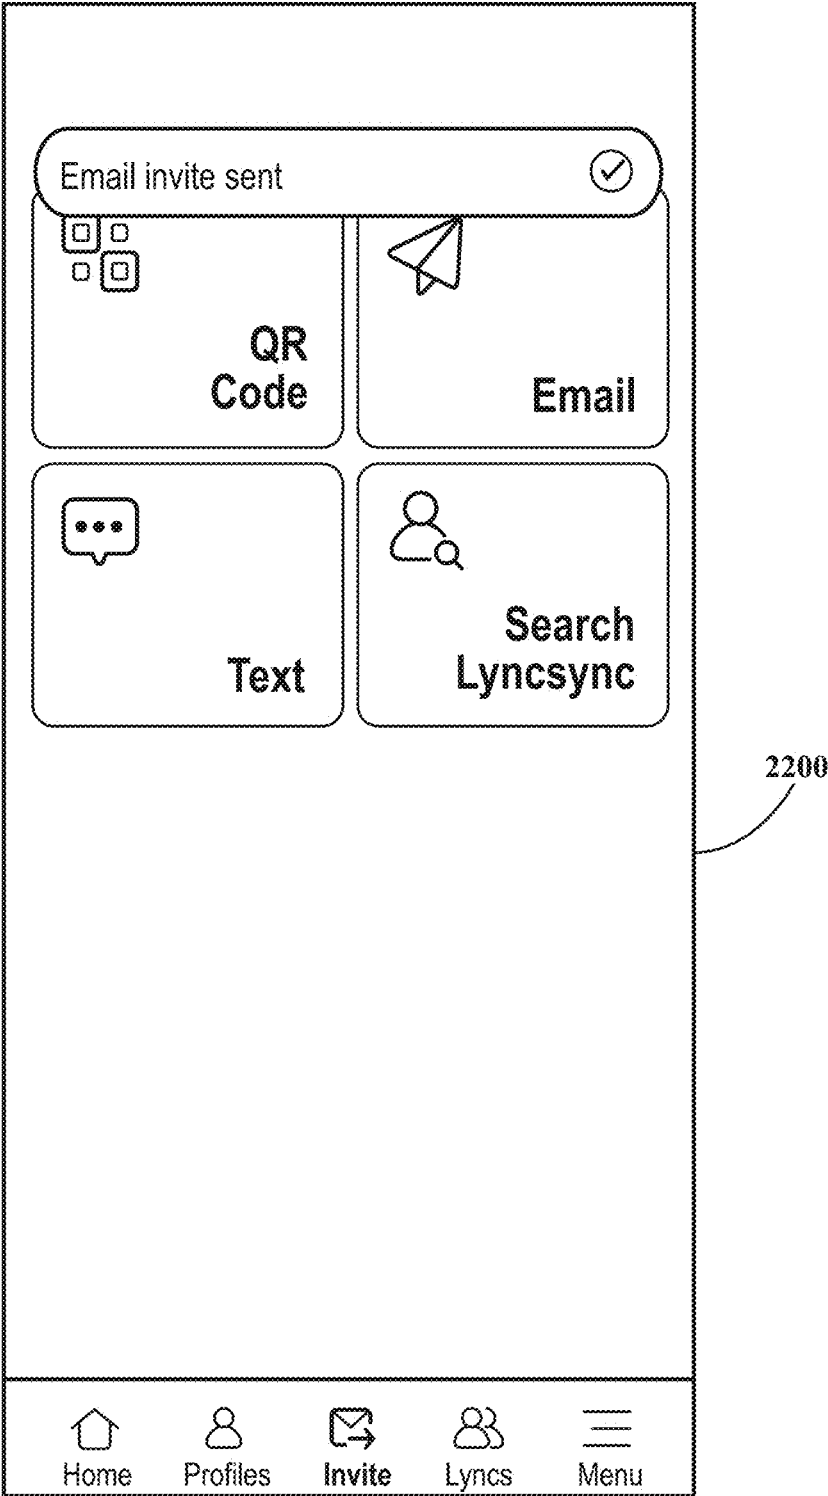 Email invite sent
QR
Code
Email
Text
Search
Lyncsync
2200
Home
Profiles
Invite
Lyncs
Menu